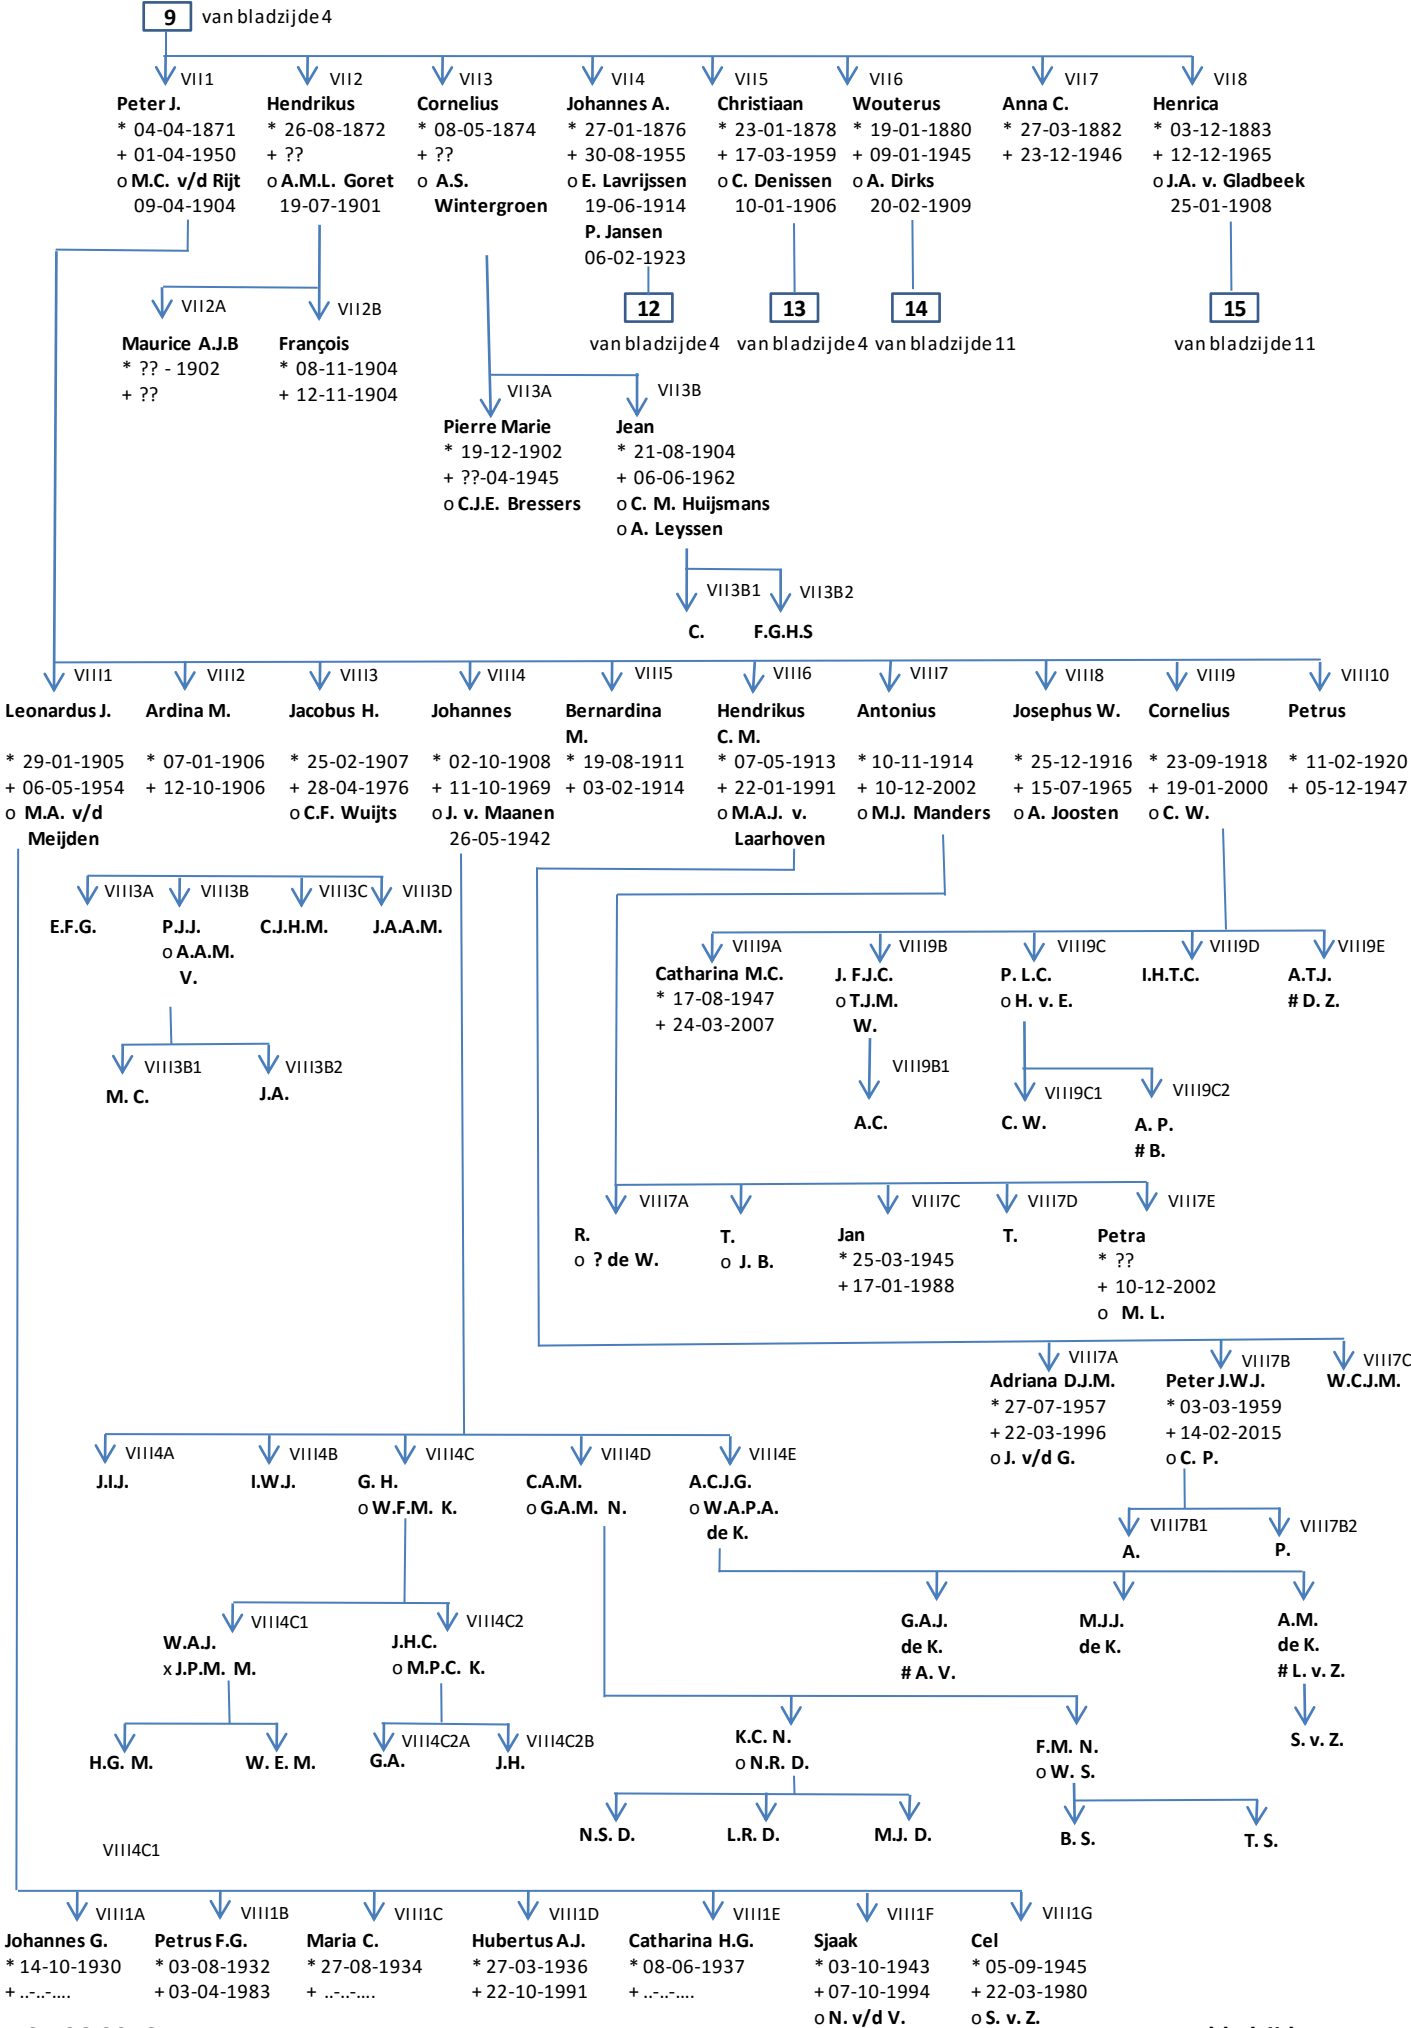 9 van bladzijde 4
VII1
Peter J.
* 04-04-1871
+ 01-04-1950
o M.C. v/d Rijt
09-04-1904
VII2
Hendrikus
* 26-08-1872
+ ??
o A.M.L. Goret
19-07-1901
VII3
Cornelius
* 08-05-1874
+ ??
o A.S.
Wintergroen
VII4
Johannes A.
* 27-01-1876
+ 30-08-1955
o E. Lavrijssen
19-06-1914
P. Jansen
06-02-1923
VII5
Christiaan
* 23-01-1878
+ 17-03-1959
o C. Denissen
10-01-1906
VII6
Wouterus
* 19-01-1880
+ 09-01-1945
o A. Dirks
20-02-1909
VII7
Anna C.
* 27-03-1882
+ 23-12-1946
VII8
Henrica
* 03-12-1883
+ 12-12-1965
o J.A. v. Gladbeek
25-01-1908
12
van bladzijde 4
13
van bladzijde 4
14
van bladzijde 11
15
van bladzijde 11
VII2A
Maurice A.J.B
* ?? - 1902
+ ??
VII2B
François
* 08-11-1904
+ 12-11-1904
VII3A
Pierre Marie
* 19-12-1902
+ ??-04-1945
o C.J.E. Bressers
VII3B
Jean
* 21-08-1904
+ 06-06-1962
o C. M. Huijsmans
o A. Leyssen
VII3B1
C.
VII3B2
F.G.H.S
VIII1
Leonardus J.
* 29-01-1905
+ 06-05-1954
o M.A. v/d
Meijden
VIII2
Ardina M.
* 07-01-1906
+ 12-10-1906
VIII3
Jacobus H.
* 25-02-1907
+ 28-04-1976
o C.F. Wuijts
VIII4
Johannes
* 02-10-1908
+ 11-10-1969
o J. v. Maanen
26-05-1942
VIII5
Bernardina
M.
* 19-08-1911
+ 03-02-1914
VIII6
Hendrikus
C. M.
* 07-05-1913
+ 22-01-1991
o M.A.J. v.
Laarhoven
VIII7
Antonius
* 10-11-1914
+ 10-12-2002
o M.J. Manders
VIII8
Josephus W.
* 25-12-1916
+ 15-07-1965
o A. Joosten
VIII9
Cornelius
* 23-09-1918
+ 19-01-2000
o C. W.
VIII10
Petrus
* 11-02-1920
+ 05-12-1947
VIII3A
E.F.G.
VIII3B
P.J.J.
o A.A.M.
V.
VIII3C
C.J.H.M.
VIII3D
J.A.A.M.
VIII3B1
M. C.
VIII3B2
J.A.
VIII9A
Catharina M.C.
* 17-08-1947
+ 24-03-2007
VIII9B
J. F.J.C.
o T.J.M.
W.
VIII9C
P. L.C.
o H. v. E.
VIII9D
I.H.T.C.
VIII9E
A.T.J.
# D. Z.
VIII9B1
A.C.
VIII9C1
C. W.
VIII9C2
A. P.
# B.
VIII7A
R.
o ? de W.
T.
o J. B.
VIII7C
Jan
* 25-03-1945
+ 17-01-1988
VIII7D
T.
VIII7E
Petra
* ??
+ 10-12-2002
o M. L.
VIII7A
Adriana D.J.M.
* 27-07-1957
+ 22-03-1996
o J. v/d G.
VIII7B
Peter J.W.J.
* 03-03-1959
+ 14-02-2015
o C. P.
VIII7C
W.C.J.M.
VIII7B1
A.
VIII7B2
P.
VIII4A
J.I.J.
VIII4B
I.W.J.
VIII4C
G. H.
o W.F.M. K.
VIII4D
C.A.M.
o G.A.M. N.
VIII4E
A.C.J.G.
o W.A.P.A.
de K.
G.A.J.
de K.
# A. V.
M.J.J.
de K.
A.M.
de K.
# L. v. Z.
S. v. Z.
VIII4C1
W.A.J.
x J.P.M. M.
VIII4C2
J.H.C.
o M.P.C. K.
H.G. M.
W. E. M.
VIII4C2A
G.A.
VIII4C2B
J.H.
K.C. N.
o N.R. D.
F.M. N.
o W. S.
N.S. D.
L.R. D.
M.J. D.
B. S.
T. S.
VIII4C1
VIII1A
Johannes G.
* 14-10-1930
+ ..-..-....
VIII1B
Petrus F.G.
* 03-08-1932
+ 03-04-1983
VIII1C
Maria C.
* 27-08-1934
+ ..-..-....
VIII1D
Hubertus A.J.
* 27-03-1936
+ 22-10-1991
VIII1E
Catharina H.G.
* 08-06-1937
+ ..-..-....
VIII1F
Sjaak
* 03-10-1943
+ 07-10-1994
o N. v/d V.
VIII1G
Cel
* 05-09-1945
+ 22-03-1980
o S. v. Z.